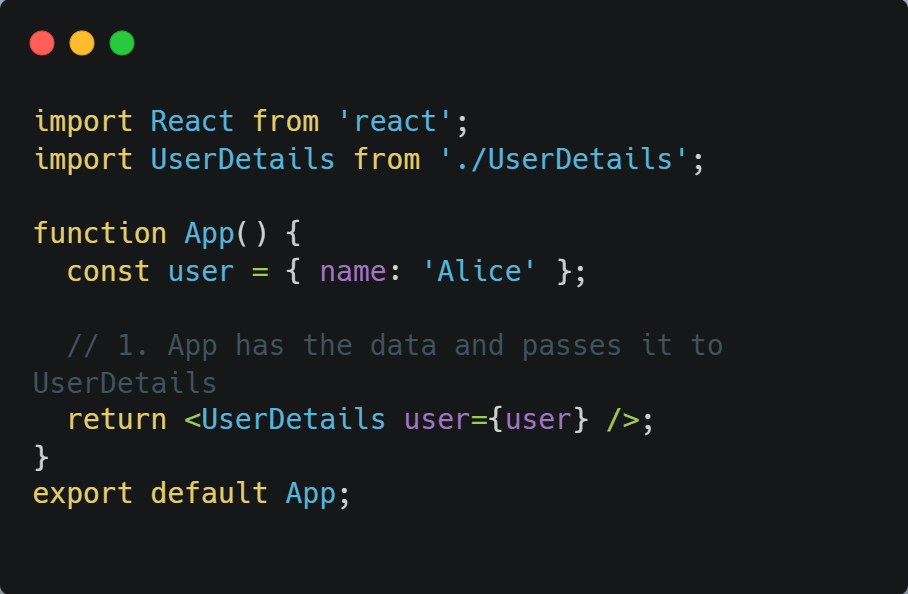 import React from 'react';
import UserDetails from './UserDetails';

function App() {
  const user = { name: 'Alice' };

  // 1. App has the data and passes it to
UserDetails
  return <UserDetails user={user} />;
}
export default App;